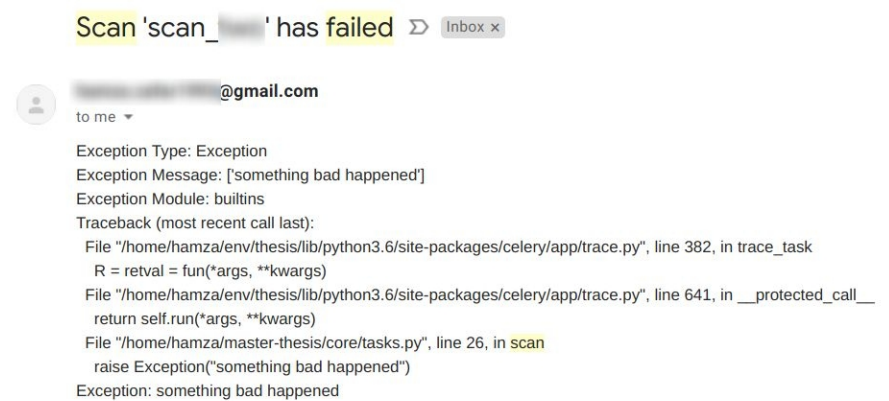 Scan 'scan_ ' has failed Inbox x
@gmail.com
to me
Exception Type: Exception
Exception Message: ['something bad happened']
Exception Module: builtins
Traceback (most recent call last):
File "/home/hamza/env/thesis/lib/python3.6/site-packages/celery/app/trace.py", line 382, in trace_task
R = retval = fun(*args, **kwargs)
File "/home/hamza/env/thesis/lib/python3.6/site-packages/celery/app/trace.py", line 641, in __protected_call__
return self.run(*args, **kwargs)
File "/home/hamza/master-thesis/core/tasks.py", line 26, in scan
raise Exception("something bad happened")
Exception: something bad happened